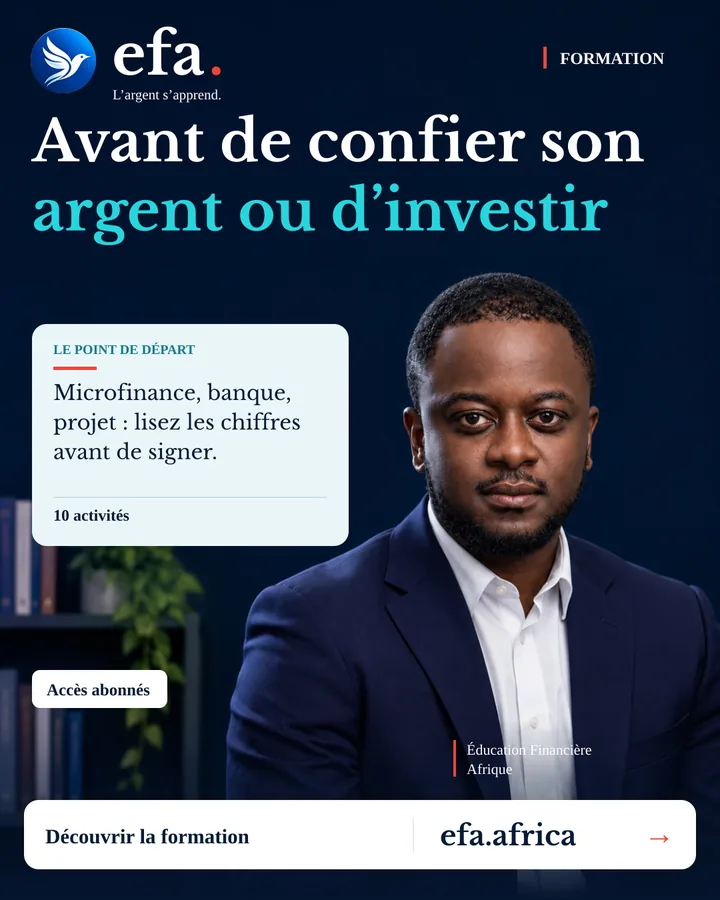 efa.
L’argent s’apprend.
FORMATION
Avant de confier son
argent ou d’investir
LE POINT DE DÉPART
Microfinance, banque,
projet : lisez les chiffres
avant de signer.
10 activités
Accès abonnés
Éducation Financière
Afrique
Découvrir la formation
efa.africa →